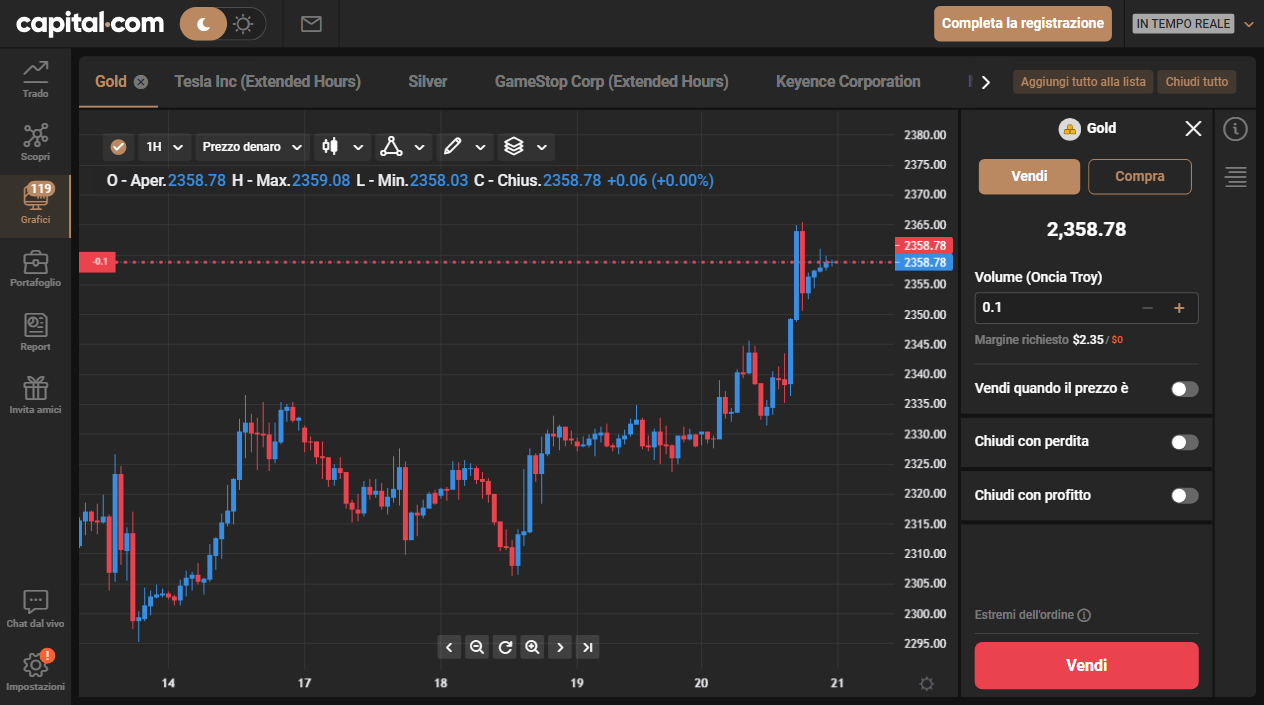 capital.com
Completa la registrazione
IN TEMPO REALE
Trado
Scopri
119
Grafici
Portafoglio
Report
Invita amici
Chat dal vivo
!
Impostazioni
Gold
Tesla Inc (Extended Hours)
Silver
GameStop Corp (Extended Hours)
Keyence Corporation
Aggiungi tutto alla lista
Chiudi tutto
1H
Prezzo denaro
O - Aper.2358.78 H - Max.2359.08 L - Min.2358.03 C - Chius.2358.78 +0.06 (+0.00%)
-0.1
2380.00
2375.00
2370.00
2365.00
2358.78
2358.78
2355.00
2350.00
2345.00
2340.00
2335.00
2330.00
2325.00
2320.00
2315.00
2310.00
2305.00
2300.00
2295.00
14 17 18 19 20 21
Gold
Vendi
Compra
2,358.78
Volume (Oncia Troy)
0.1
Margine richiesto $2.35 / $0
Vendi quando il prezzo è
Chiudi con perdita
Chiudi con profitto
Estremi dell'ordine
Vendi